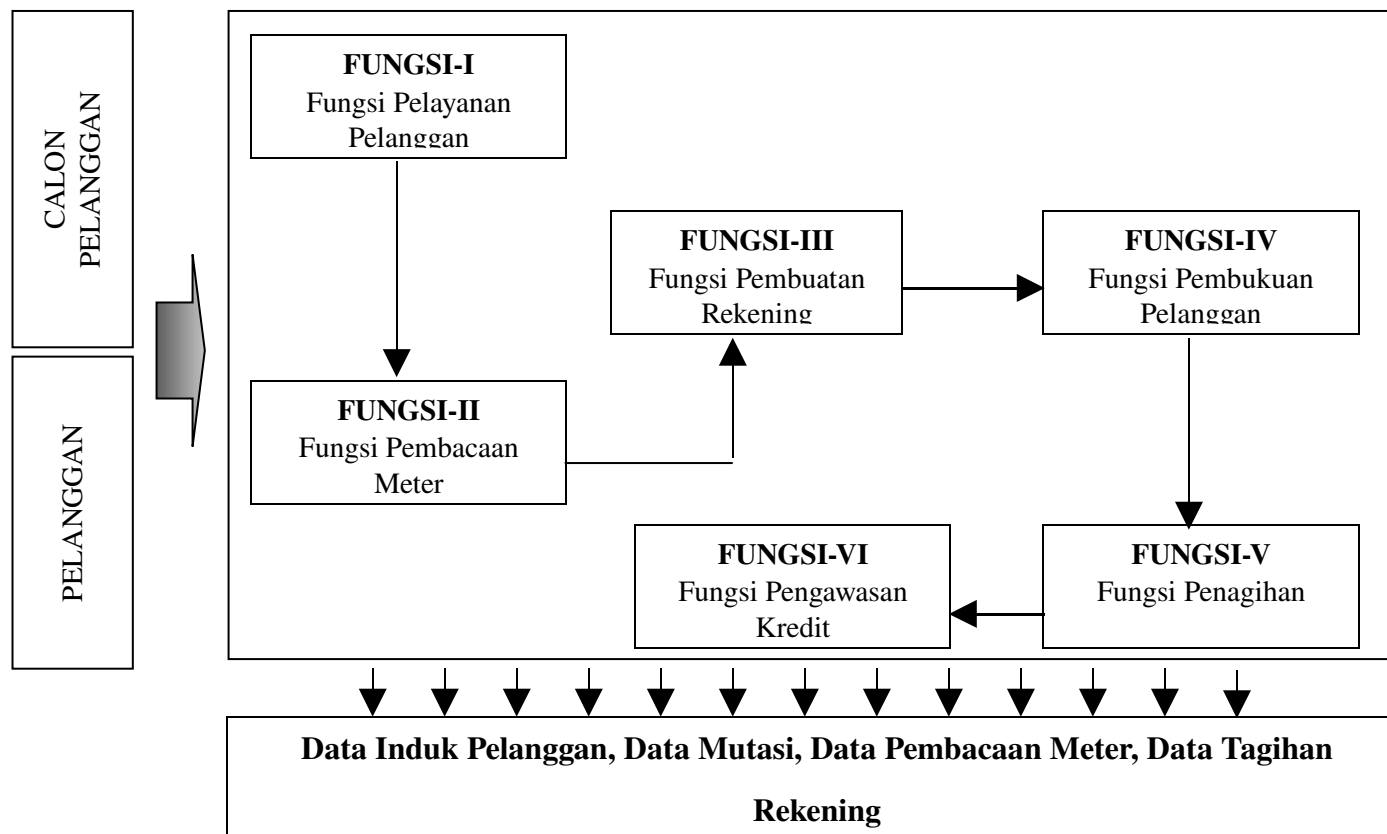 CALON
PELANGGAN
PELANGGAN
FUNGSI-I
Fungsi Pelayanan
Pelanggan
FUNGSI-II
Fungsi Pembacaan
Meter
FUNGSI-III
Fungsi Pembuatan
Rekening
FUNGSI-IV
Fungsi Pembukuan
Pelanggan
FUNGSI-V
Fungsi Penagihan
FUNGSI-VI
Fungsi Pengawasan
Kredit
Data Induk Pelanggan, Data Mutasi, Data Pembacaan Meter, Data Tagihan
Rekening